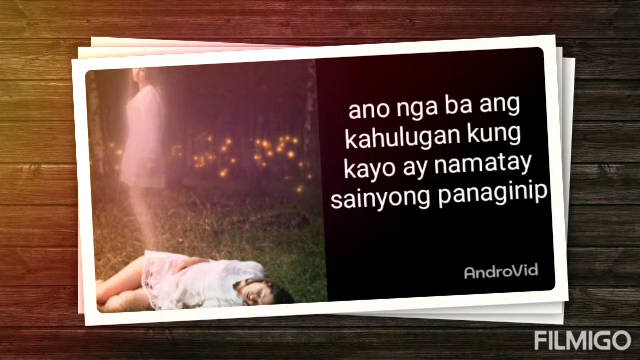 ano nga ba ang
kahulugan kung
kayo ay namatay
sainyong panaginip
AndroVid
FILMIGO